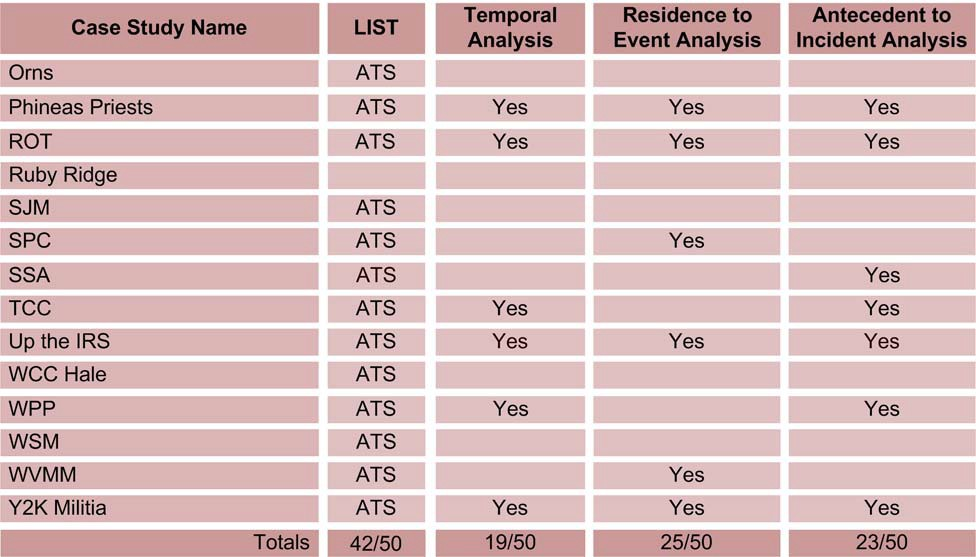 Case Study Name LIST Temporal Analysis Residence to Event Analysis Antecedent to Incident Analysis
Orns ATS
Phineas Priests ATS Yes Yes Yes
ROT ATS Yes Yes Yes
Ruby Ridge
SJM ATS
SPC ATS Yes
SSA ATS Yes
TCC ATS Yes Yes
Up the IRS ATS Yes Yes Yes
WCC Hale ATS
WPP ATS Yes Yes
WSM ATS
WVMM ATS Yes
Y2K Militia ATS Yes Yes Yes
Totals 42/50 19/50 25/50 23/50